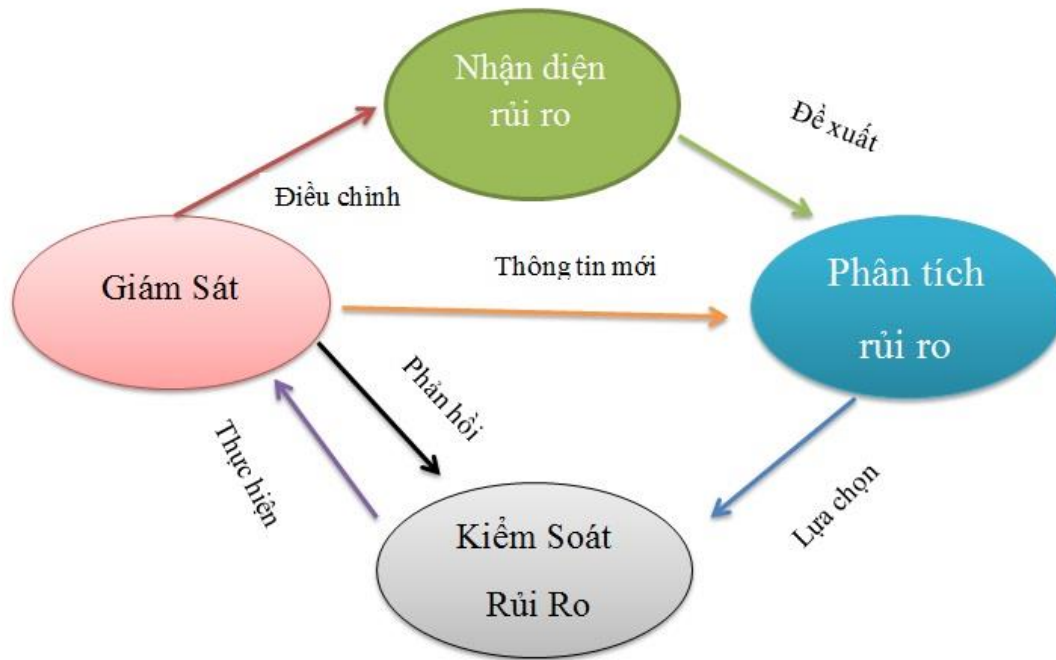 Nhận diện
rủi ro
Đề xuất
Điều chỉnh
Giám Sát
Thông tin mới
Phân tích
rủi ro
Phản hồi
Thực hiện
Lựa chọn
Kiểm Soát
Rủi Ro